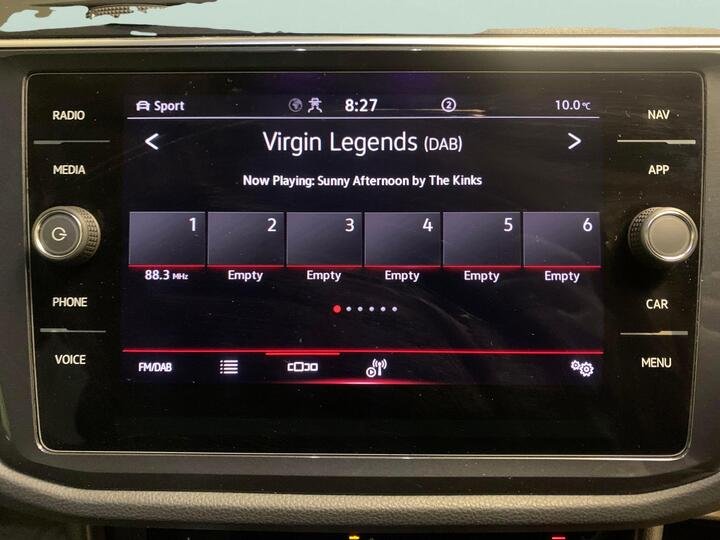 RADIO
MEDIA
PHONE
VOICE
Sport 8:27 2 10.0°C
Virgin Legends (DAB)
Now Playing: Sunny Afternoon by The Kinks
1 2 3 4 5 6
88.3 MHz Empty Empty Empty Empty Empty
FM/DAB
NAV
APP
CAR
MENU